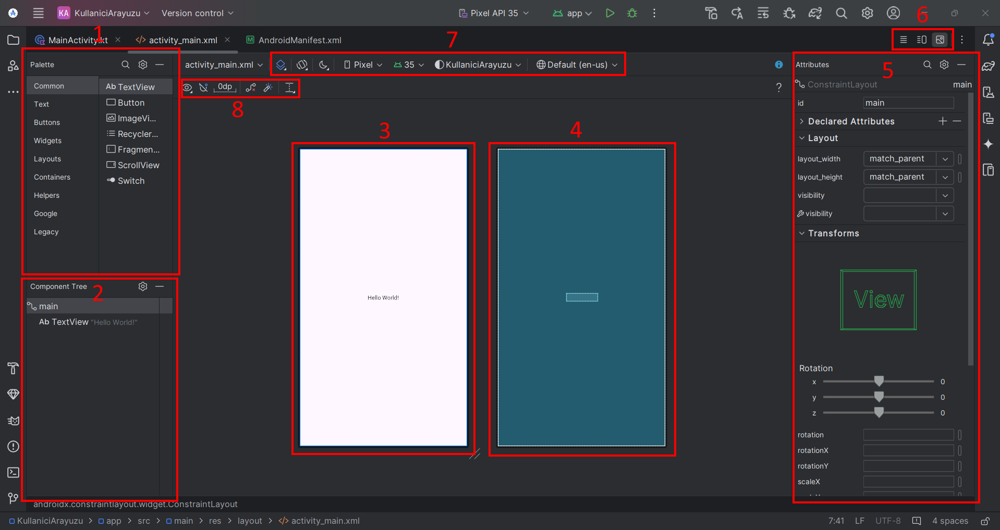 KA KullaniciArayuzu Version control Pixel API 35 app
MainActivity.kt activity_main.xml AndroidManifest.xml
1
6
7
Palette
activity_main.xml Pixel 35 KullaniciArayuzu Default (en-us)
Attributes
5
Common
Text
Buttons
Widgets
Layouts
Containers
Helpers
Google
Legacy
Ab TextView
Button
ImageVi...
Recycler...
Fragmen...
ScrollView
Switch
0dp
?
8
3
4
Hello World!
Component Tree
2
main
Ab TextView "Hello World!"
ConstraintLayout main
id main
Declared Attributes
Layout
layout_width match_parent
layout_height match_parent
visibility
visibility
Transforms
View
Rotation
x 0
y 0
z 0
rotation
rotationX
rotationY
scaleX
androidx.constraintlayout.widget.ConstraintLayout
KullaniciArayuzu > app > src > main > res > layout > activity_main.xml 7:41 LF UTF-8 4 spaces